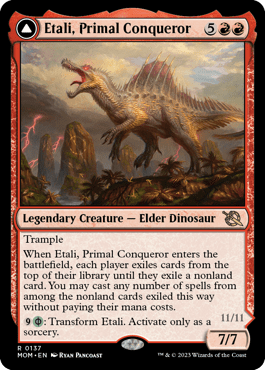 Etali, Primal Conqueror 5
Legendary Creature — Elder Dinosaur
Trample
When Etali, Primal Conqueror enters the
battlefield, each player exiles cards from the
top of their library until they exile a nonland
card. You may cast any number of spells from
among the nonland cards exiled this way
without paying their mana costs.
11/11
9 : Transform Etali. Activate only as a
sorcery.
7/7
R 0137
MOM • EN RYAN PANCOAST
™ & © 2023 Wizards of the Coast